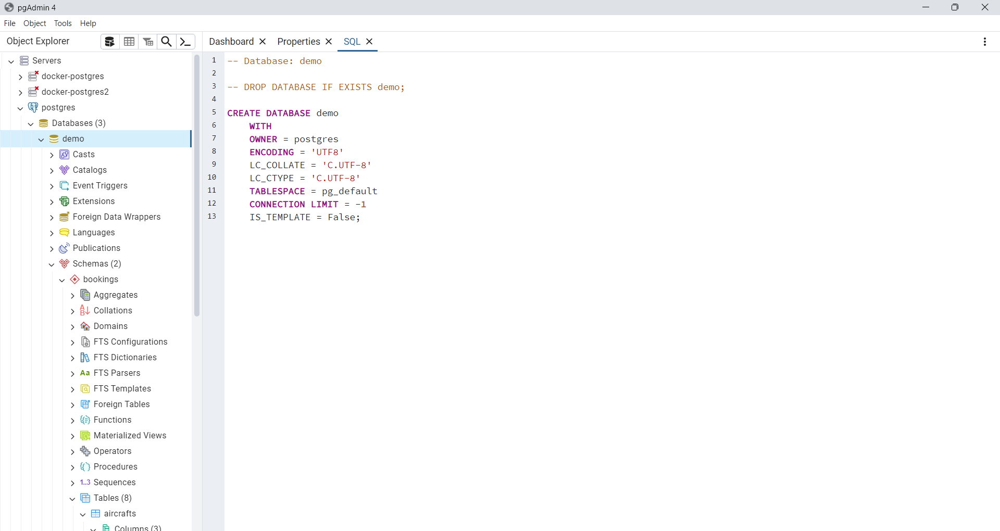 pgAdmin 4
File Object Tools Help
Object Explorer
Dashboard Properties SQL
Servers
docker-postgres
docker-postgres2
postgres
Databases (3)
demo
Casts
Catalogs
Event Triggers
Extensions
Foreign Data Wrappers
Languages
Publications
Schemas (2)
bookings
Aggregates
Collations
Domains
FTS Configurations
FTS Dictionaries
Aa FTS Parsers
FTS Templates
Foreign Tables
Functions
Materialized Views
Operators
Procedures
1..3 Sequences
Tables (8)
aircrafts
Columns (3)
1 -- Database: demo
2
3 -- DROP DATABASE IF EXISTS demo;
4
5 CREATE DATABASE demo
6 WITH
7 OWNER = postgres
8 ENCODING = 'UTF8'
9 LC_COLLATE = 'C.UTF-8'
10 LC_CTYPE = 'C.UTF-8'
11 TABLESPACE = pg_default
12 CONNECTION LIMIT = -1
13 IS_TEMPLATE = False;